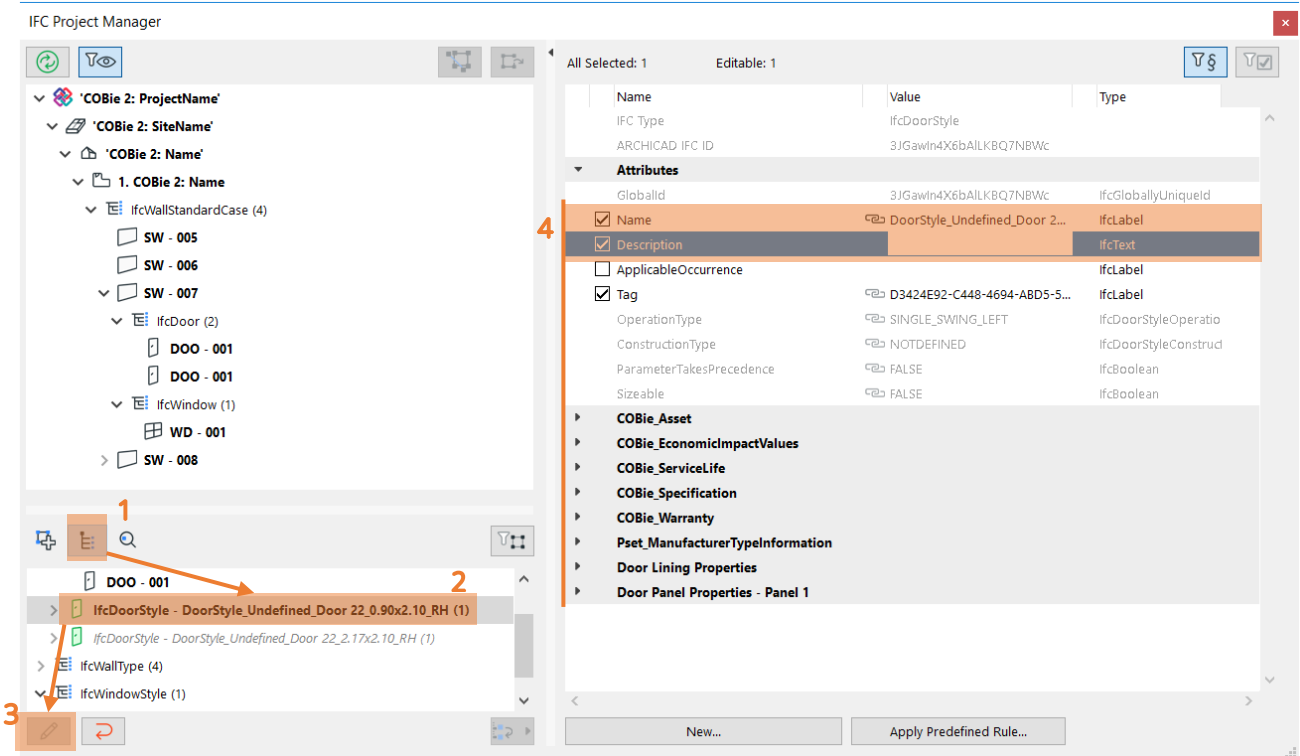 IFC Project Manager
All Selected: 1 Editable: 1
'COBie 2: ProjectName'
'COBie 2: SiteName'
'COBie 2: Name'
1. COBie 2: Name
IfcWallStandardCase (4)
SW - 005
SW - 006
SW - 007
IfcDoor (2)
DOO - 001
DOO - 001
IfcWindow (1)
WD - 001
SW - 008
1
DOO - 001
2
IfcDoorStyle - DoorStyle_Undefined_Door 22_0.90x2.10_RH (1)
IfcDoorStyle - DoorStyle_Undefined_Door 22_2.17x2.10_RH (1)
IfcWallType (4)
IfcWindowStyle (1)
3
Name Value Type
IFC Type IfcDoorStyle
ARCHICAD IFC ID 3JGawIn4X6bAlLKBQ7NBWc
Attributes
GlobalId 3JGawIn4X6bAlLKBQ7NBWc IfcGloballyUniqueId
4
Name DoorStyle_Undefined_Door 2... IfcLabel
Description IfcText
ApplicableOccurrence IfcLabel
Tag D3424E92-C448-4694-ABD5-5... IfcLabel
OperationType SINGLE_SWING_LEFT IfcDoorStyleOperatio
ConstructionType NOTDEFINED IfcDoorStyleConstruct
ParameterTakesPrecedence FALSE IfcBoolean
Sizeable FALSE IfcBoolean
COBie_Asset
COBie_EconomicImpactValues
COBie_ServiceLife
COBie_Specification
COBie_Warranty
Pset_ManufacturerTypeInformation
Door Lining Properties
Door Panel Properties - Panel 1
New... Apply Predefined Rule...